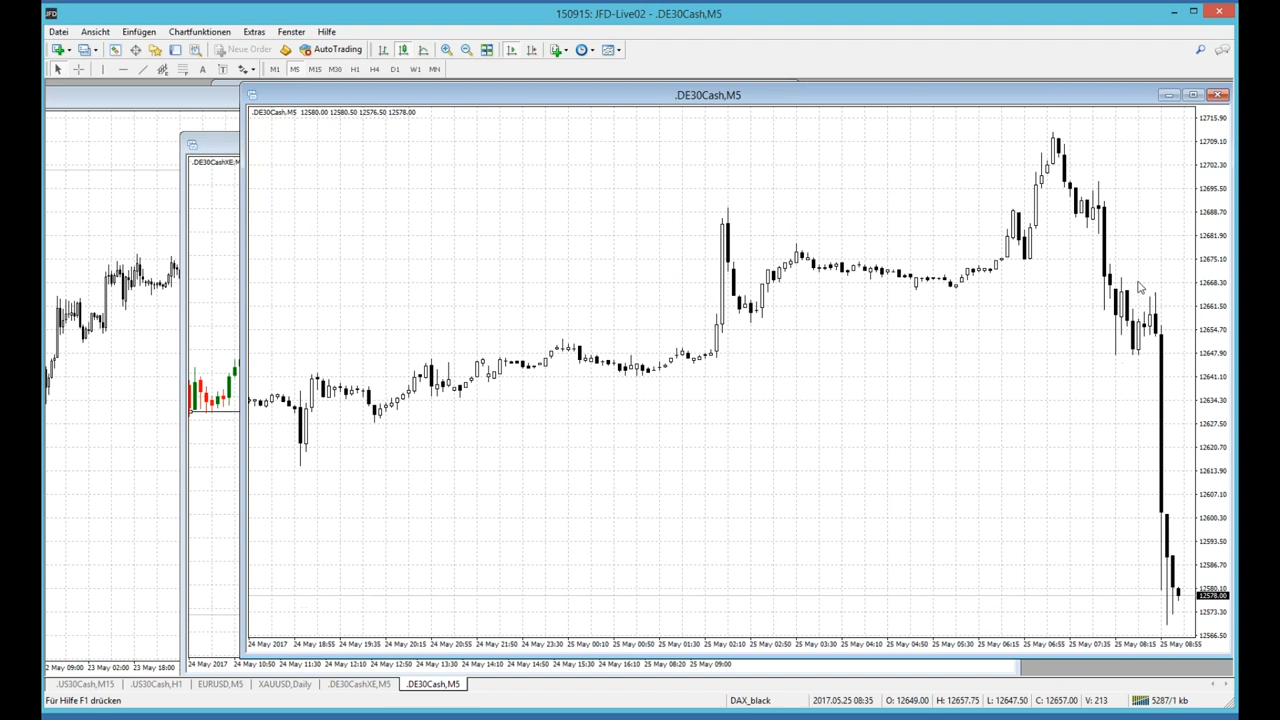 JFD
150915: JFD-Live02 - .DE30Cash,M5
Datei Ansicht Einfügen Chartfunktionen Extras Fenster Hilfe
Neue Order AutoTrading
A T M1 M5 M15 M30 H1 H4 D1 W1 MN
.DE30Cash,M5
.DE30Cash,M5 12580.00 12580.50 12576.50 12578.00
.DE30CashXE,M
12715.90
12709.10
12702.30
12695.50
12688.70
12681.90
12675.10
12668.30
12661.50
12654.70
12647.90
12641.10
12634.30
12627.50
12620.70
12613.90
12607.10
12600.30
12593.50
12586.70
12580.10
12578.00
12573.30
12566.50
24 May 2017 24 May 18:55 24 May 19:35 24 May 20:15 24 May 20:55 24 May 21:50 24 May 23:30 25 May 00:10 25 May 00:50 25 May 01:30 25 May 02:10 25 May 02:50 25 May 03:30 25 May 04:10 25 May 04:50 25 May 05:30 25 May 06:15 25 May 06:55 25 May 07:35 25 May 08:15 25 May 08:55
2 May 09:00 23 May 02:00 23 May 18:00 24 May 2017 24 May 10:50 24 May 11:30 24 May 12:10 24 May 12:50 24 May 13:30 24 May 14:10 24 May 14:50 24 May 15:30 24 May 16:10 25 May 08:20 25 May 09:00
.US30Cash,M15 .US30Cash,H1 EURUSD,M5 XAUUSD,Daily .DE30CashXE,M5 .DE30Cash,M5
Für Hilfe F1 drücken DAX_black 2017.05.25 08:35 O: 12649.00 H: 12657.75 L: 12647.50 C: 12657.00 V: 213 5287/1 kb